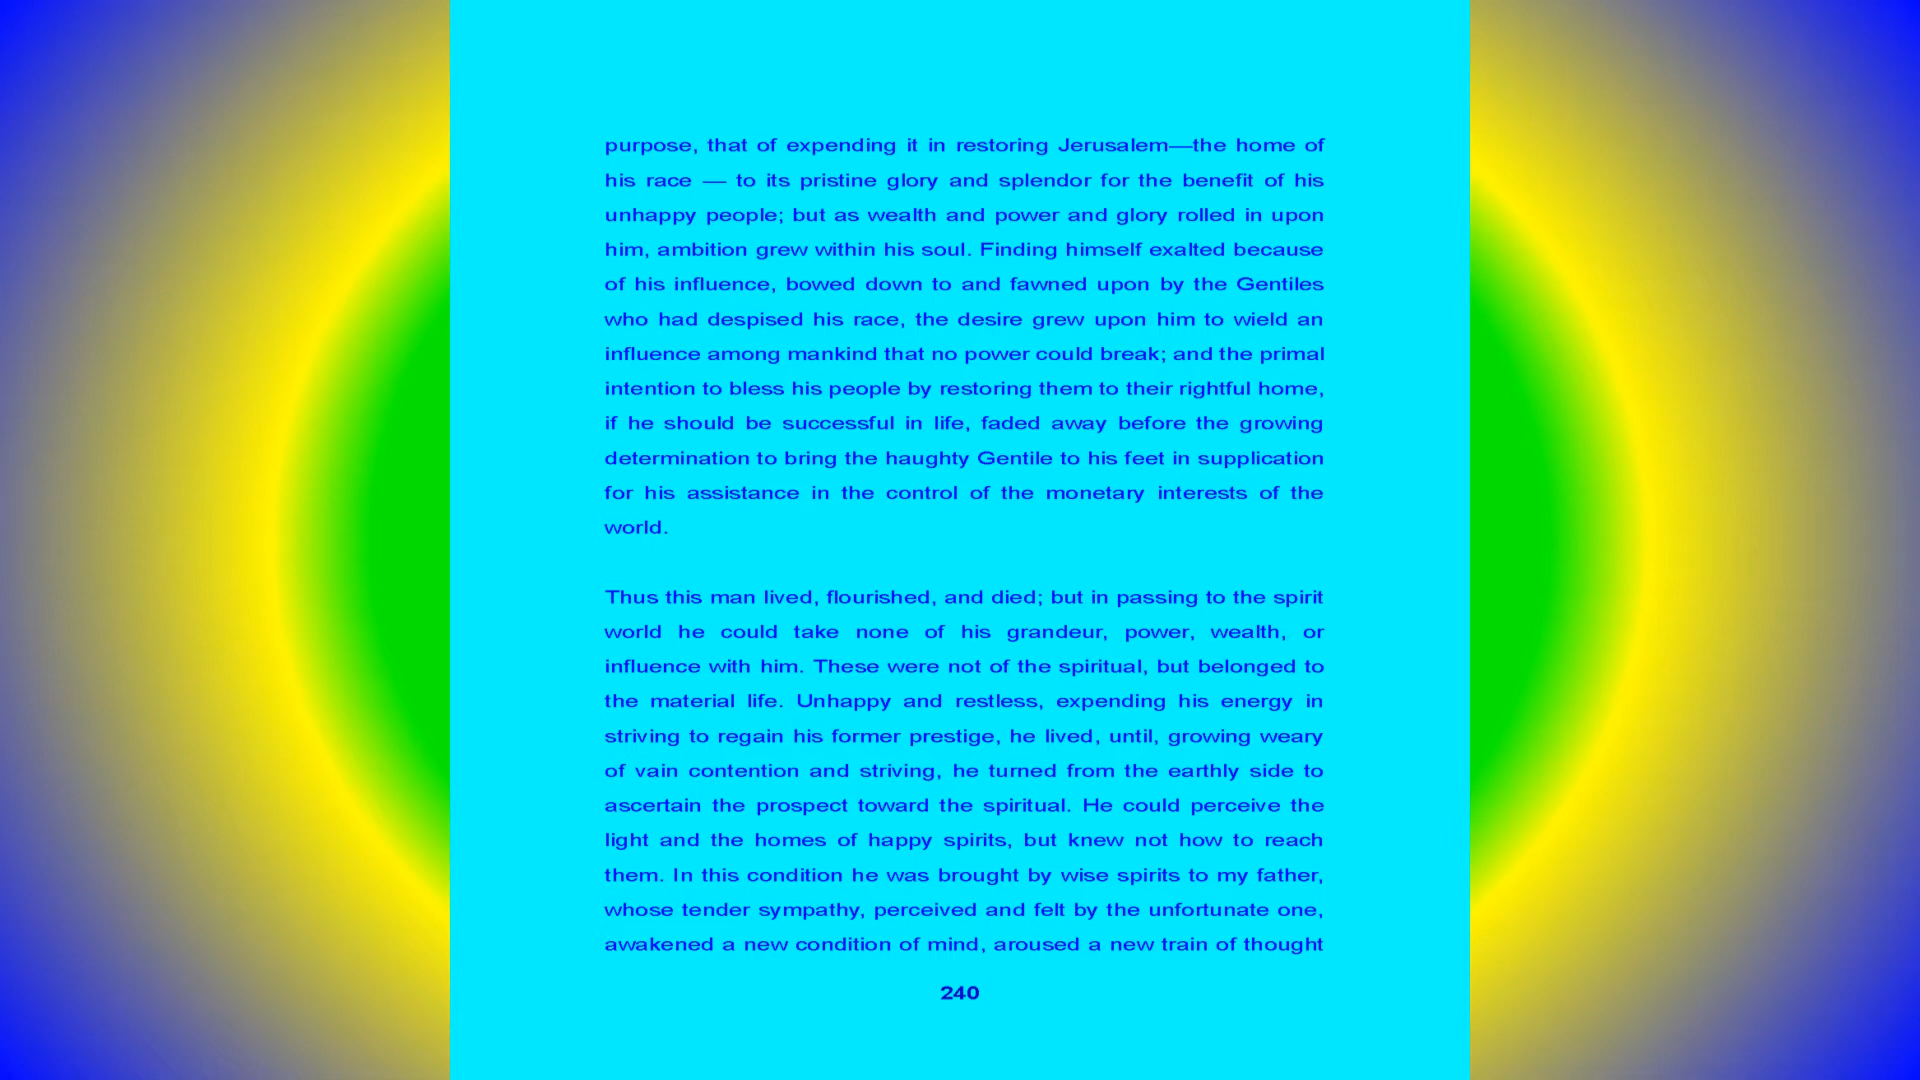 purpose, that of expending it in restoring Jerusalem—the home of
his race — to its pristine glory and splendor for the benefit of his
unhappy people; but as wealth and power and glory rolled in upon
him, ambition grew within his soul. Finding himself exalted because
of his influence, bowed down to and fawned upon by the Gentiles
who had despised his race, the desire grew upon him to wield an
influence among mankind that no power could break; and the primal
intention to bless his people by restoring them to their rightful home,
if he should be successful in life, faded away before the growing
determination to bring the haughty Gentile to his feet in supplication
for his assistance in the control of the monetary interests of the
world.
Thus this man lived, flourished, and died; but in passing to the spirit
world he could take none of his grandeur, power, wealth, or
influence with him. These were not of the spiritual, but belonged to
the material life. Unhappy and restless, expending his energy in
striving to regain his former prestige, he lived, until, growing weary
of vain contention and striving, he turned from the earthly side to
ascertain the prospect toward the spiritual. He could perceive the
light and the homes of happy spirits, but knew not how to reach
them. In this condition he was brought by wise spirits to my father,
whose tender sympathy, perceived and felt by the unfortunate one,
awakened a new condition of mind, aroused a new train of thought
240